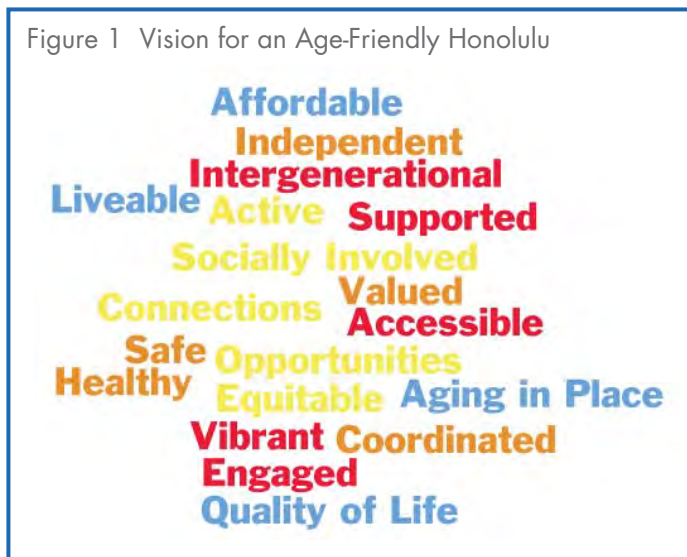 Figure 1 Vision for an Age-Friendly Honolulu
Affordable
Independent
Intergenerational
Liveable Active Supported
Socially Involved
Valued
Connections
Accessible
Safe Opportunities
Healthy
Equitable Aging in Place
Vibrant Coordinated
Engaged
Quality of Life